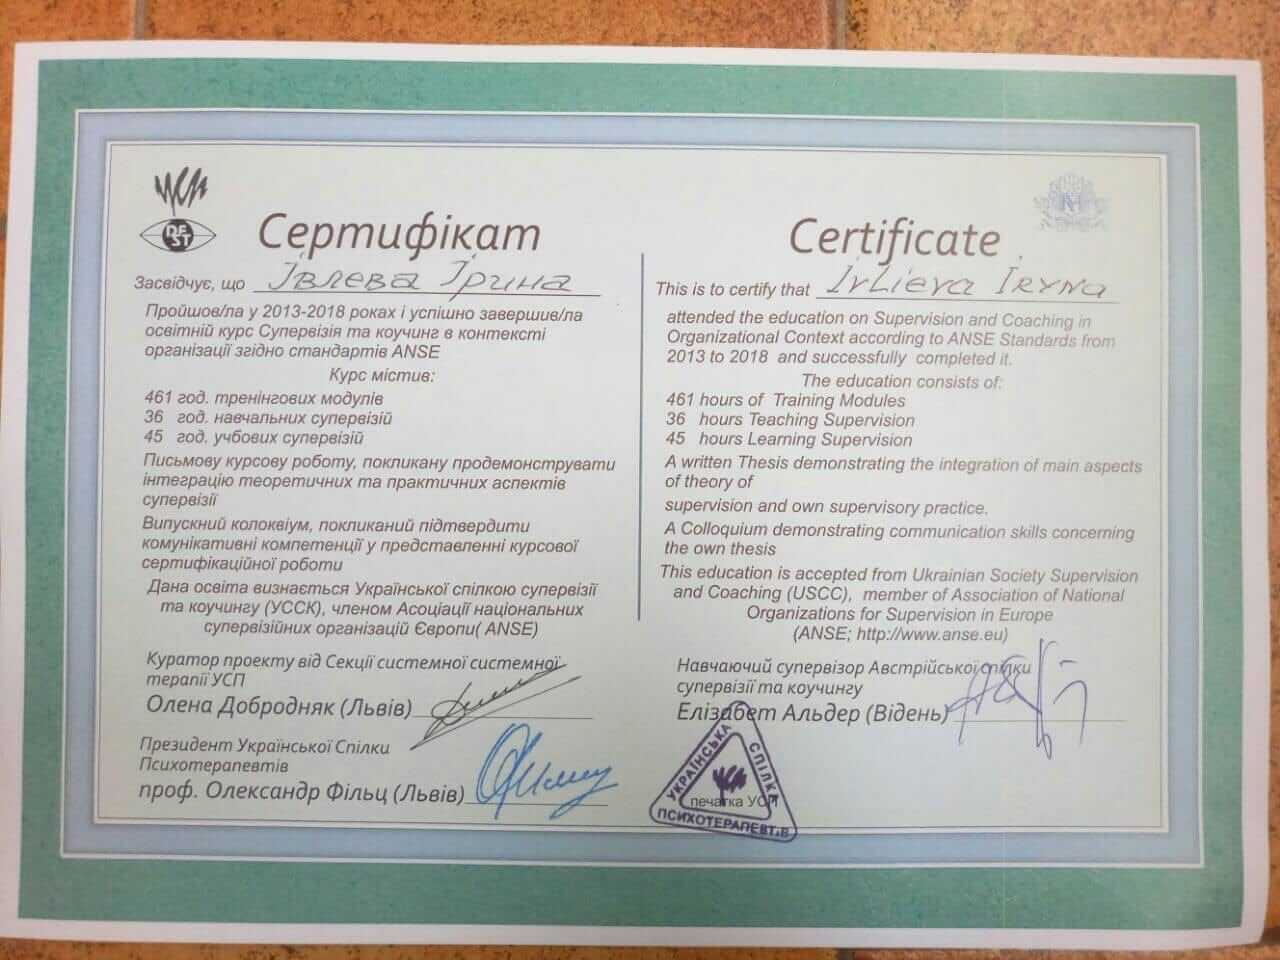 УСП
Сертифікат
Засвідчує, що Івлєва Ірина
Пройшов/ла у 2013-2018 роках і успішно завершив/ла
освітній курс Супервізія та коучинг в контексті
організації згідно стандартів ANSE
Курс містив:
461 год. тренінгових модулів
36 год. навчальних супервізій
45 год. учбових супервізій
Письмову курсову роботу, покликану продемонструвати
інтеграцію теоретичних та практичних аспектів
супервізії
Випускний колоквіум, покликаний підтвердити
комунікативні компетенції у представленні курсової
сертифікаційної роботи
Дана освіта визнається Української спілкою супервізії
та коучингу (УССК), членом Асоціації національних
супервізійних організацій Європи( ANSE)
Куратор проекту від Секції системної системної
терапії УСП
Олена Добродняк (Львів)
Президент Української Спілки
Психотерапевтів
проф. Олександр Фільц (Львів)
Certificate
This is to certify that Ivlieva Iryna
attended the education on Supervision and Coaching in
Organizational Context according to ANSE Standards from
2013 to 2018 and successfully completed it.
The education consists of:
461 hours of Training Modules
36 hours Teaching Supervision
45 hours Learning Supervision
A written Thesis demonstrating the integration of main aspects
of theory of
supervision and own supervisory practice.
A Colloquium demonstrating communication skills concerning
the own thesis
This education is accepted from Ukrainian Society Supervision
and Coaching (USCC), member of Association of National
Organizations for Supervision in Europe
(ANSE; http://www.anse.eu)
Навчаючий супервізор Австрійської спілки
супервізії та коучингу
Елізабет Альдер (Відень)
УКРАЇНСЬКА СПІЛКА
печатка УСП
ПСИХОТЕРАПЕВТІВ